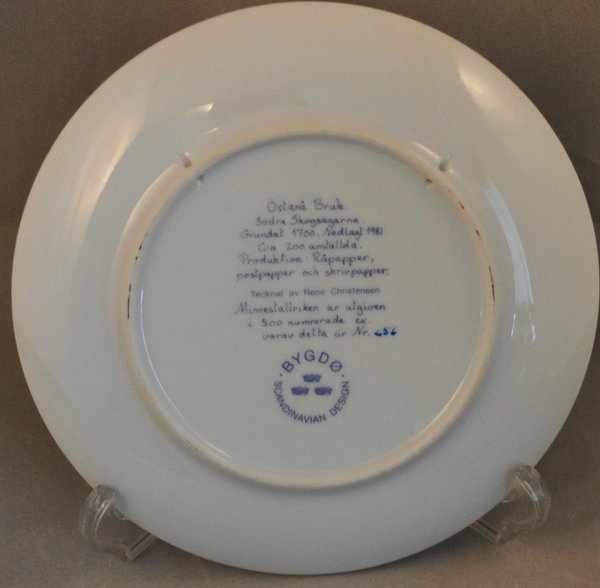 Östanå Bruk.
Södra Skogsägarna.
Grundat 1700. Nedlagt 1981
C:a 200 anställda.
Produktion: Råpapper,
postpapper och skrivpapper.
Tecknat av René Christensen
Minnestallriken är utgiven
i 500 numrerade ex.
varav detta är Nr.
· BYGDØ ·
SCANDINAVIAN DESIGN